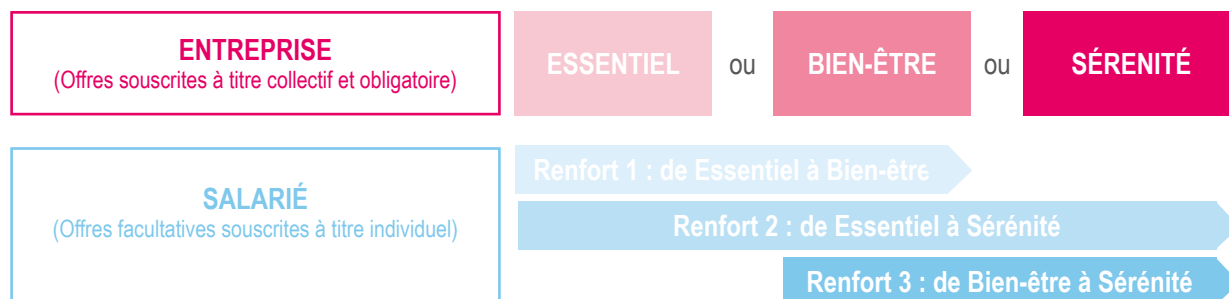 ENTREPRISE
(Offres souscrites à titre collectif et obligatoire)
ESSENTIEL ou BIEN-ÊTRE ou SÉRENITÉ
SALARIÉ
(Offres facultatives souscrites à titre individuel)
Renfort 1 : de Essentiel à Bien-être
Renfort 2 : de Essentiel à Sérénité
Renfort 3 : de Bien-être à Sérénité